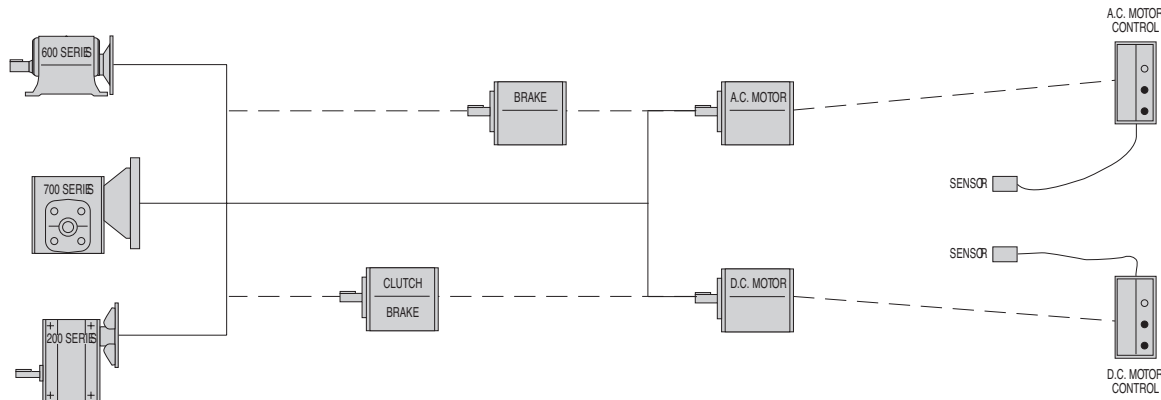 A.C. MOTOR
CONTROL
600 SERIES
BRAKE
A.C. MOTOR
700 SERIES
SENSOR
SENSOR
CLUTCH
BRAKE
D.C. MOTOR
200 SERIES
D.C. MOTOR
CONTROL